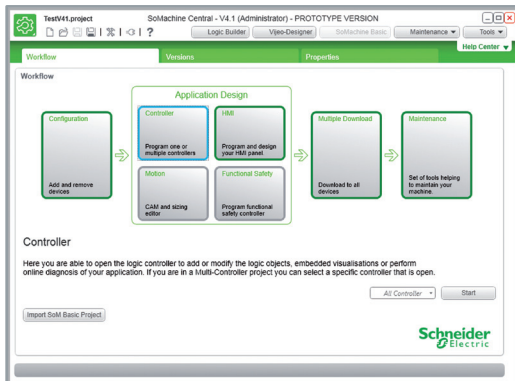 TestV41.project
SoMachine Central - V4.1 (Administrator) - PROTOTYPE VERSION
Logic Builder
Vijeo-Designer
SoMachine Basic
Maintenance
Tools
Help Center
Workflow
Versions
Properties
Workflow
Application Design
Configuration
Add and remove
devices
Controller
Program one or
multiple controllers
HMI
Program and design
your HMI panel
Motion
CAM and sizing
editor
Functional Safety
Program functional
safety controller
Multiple Download
Download to all
devices
Maintenance
Set of tools helping
to maintain your
machine.
Controller
Here you are able to open the logic controller to add or modify the logic objects, embedded visualisations or perform
online diagnosis of your application. If you are in a Multi-Controller project you can select a specific controller that is open.
All Controller
Start
Import SoM Basic Project
Schneider
Electric